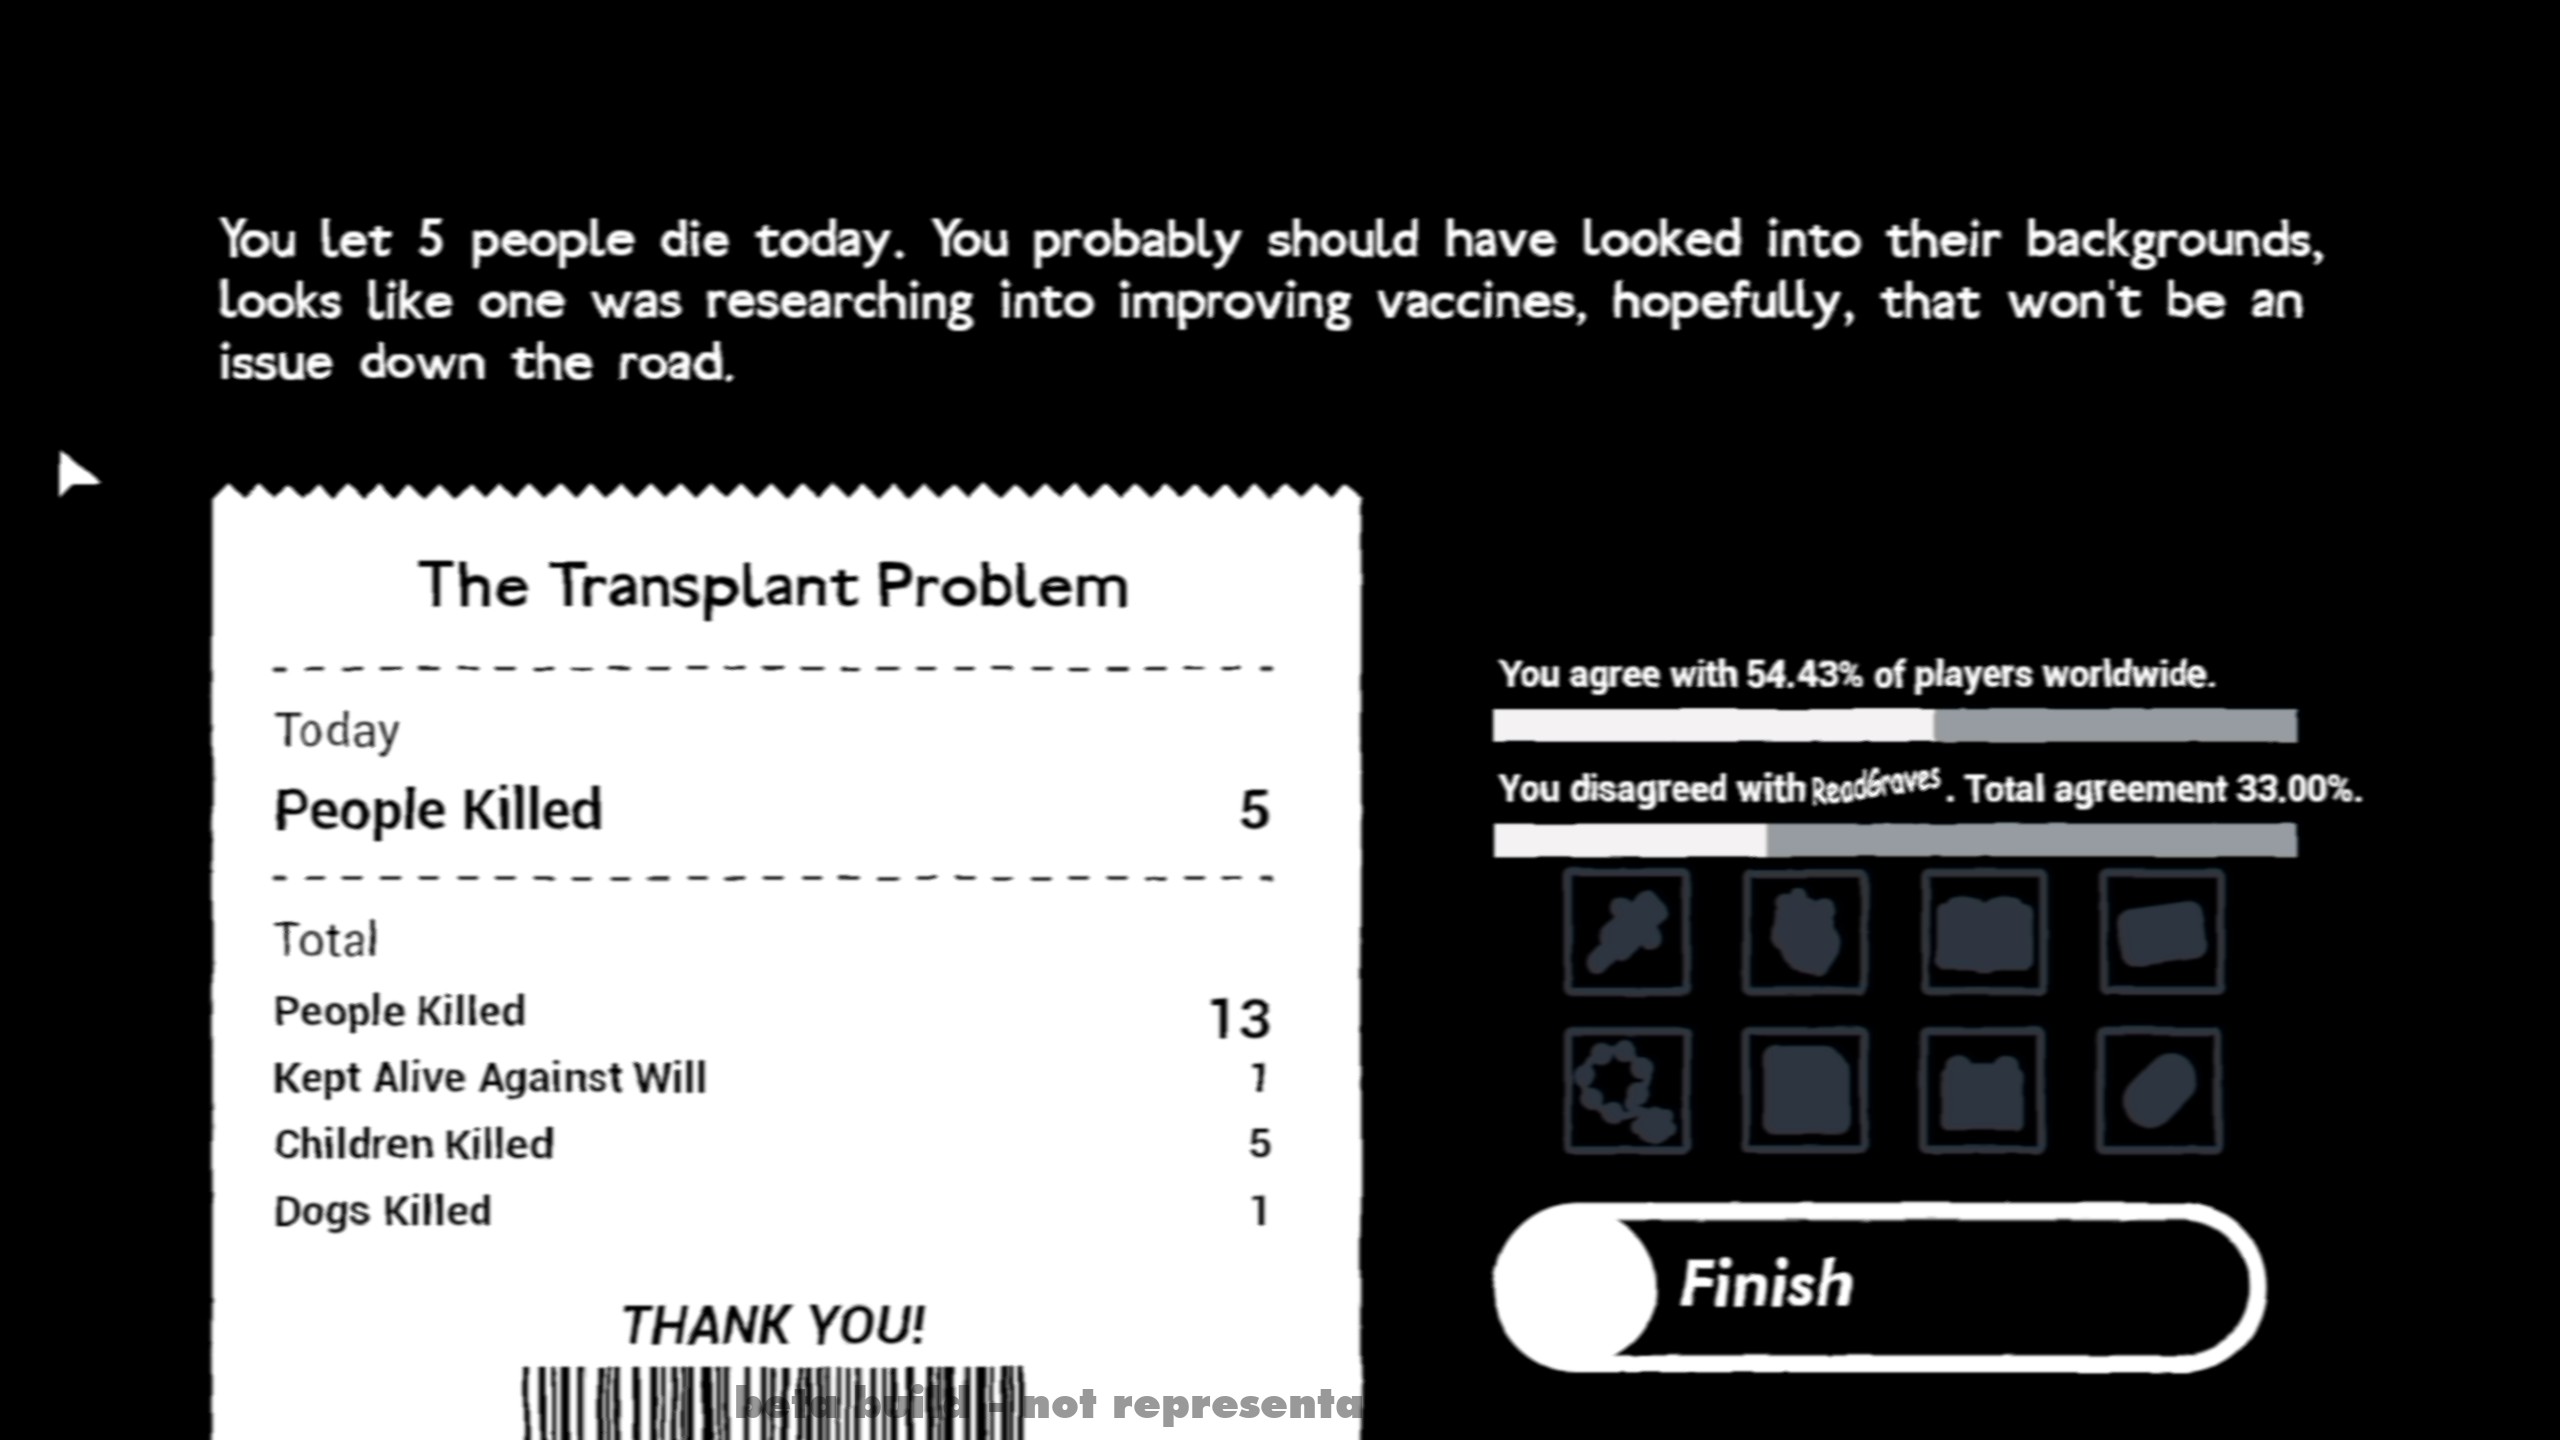 You let 5 people die today. You probably should have looked into their backgrounds,
looks like one was researching into improving vaccines, hopefully, that won't be an
issue down the road.
The Transplant Problem
Today
People Killed 5
Total
People Killed 13
Kept Alive Against Will 1
Children Killed 5
Dogs Killed 1
THANK YOU!
You agree with 54.43% of players worldwide.
You disagreed with ReadGraves. Total agreement 33.00%.
Finish
beta build - not representa